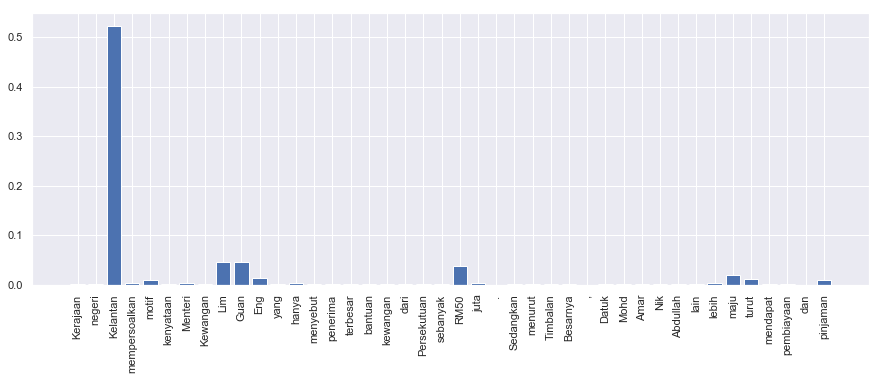 0.5
0.4
0.3
0.2
0.1
0.0
Kerajaan
negeri
Kelantan
mempersoalkan
motif
kenyataan
Menteri
Kewangan
Lim
Guan
Eng
yang
hanya
menyebut
penerima
terbesar
bantuan
kewangan
dari
Persekutuan
sebanyak
RM50
juta
.
Sedangkan
menurut
Timbalan
Besarnya
,
Datuk
Mohd
Amar
Nik
Abdullah
lain
lebih
maju
turut
mendapat
pembiayaan
dan
pinjaman